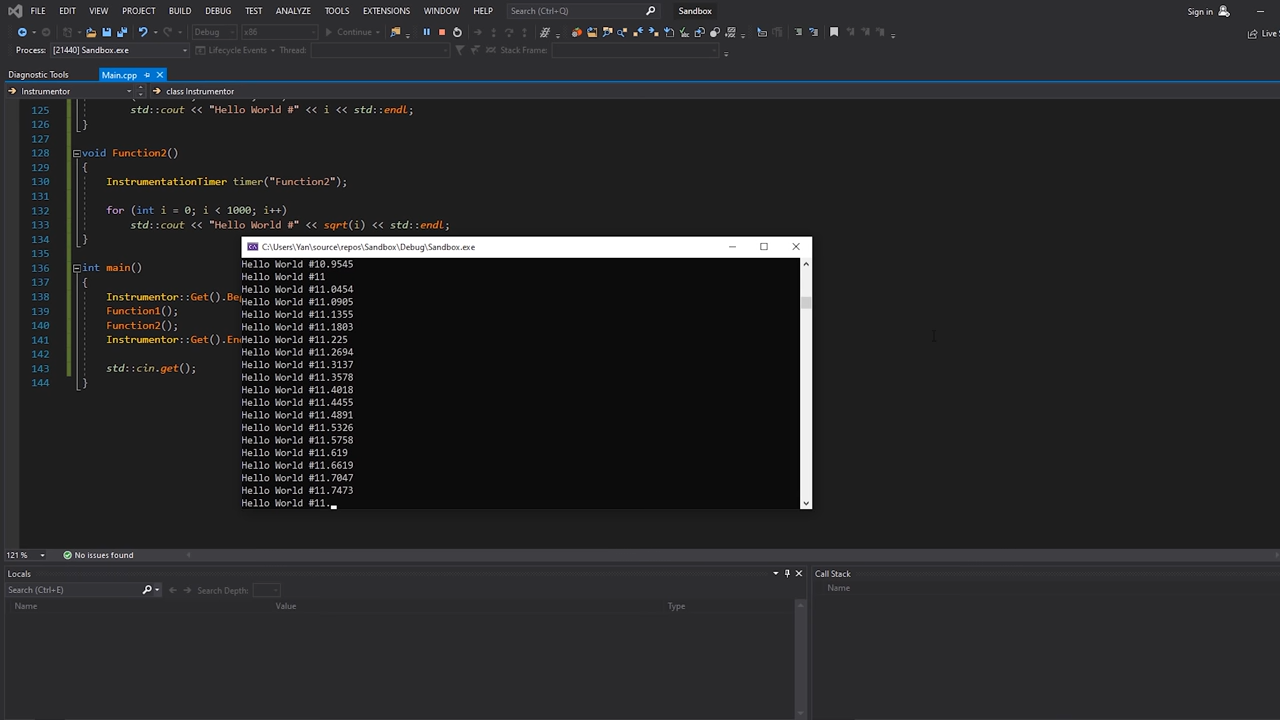 FILE EDIT VIEW PROJECT BUILD DEBUG TEST ANALYZE TOOLS EXTENSIONS WINDOW HELP Search (Ctrl+Q) Sandbox Sign in
Debug x86 Continue Live
Process: [21440] Sandbox.exe Lifecycle Events Thread: Stack Frame:
Diagnostic Tools Main.cpp
Instrumentor class Instrumentor
125 std::cout << "Hello World #" << i << std::endl;
126 }
127
128 void Function2()
129 {
130 InstrumentationTimer timer("Function2");
131
132 for (int i = 0; i < 1000; i++)
133 std::cout << "Hello World #" << sqrt(i) << std::endl;
134 }
135
136 int main()
137 {
138 Instrumentor::Get().Be
139 Function1();
140 Function2();
141 Instrumentor::Get().En
142
143 std::cin.get();
144 }
C:\Users\Yan\source\repos\Sandbox\Debug\Sandbox.exe
Hello World #10.9545
Hello World #11
Hello World #11.0454
Hello World #11.0905
Hello World #11.1355
Hello World #11.1803
Hello World #11.225
Hello World #11.2694
Hello World #11.3137
Hello World #11.3578
Hello World #11.4018
Hello World #11.4455
Hello World #11.4891
Hello World #11.5326
Hello World #11.5758
Hello World #11.619
Hello World #11.6619
Hello World #11.7047
Hello World #11.7473
Hello World #11.
121 % No issues found
Locals
Search (Ctrl+E) Search Depth:
Name Value Type
Call Stack
Name